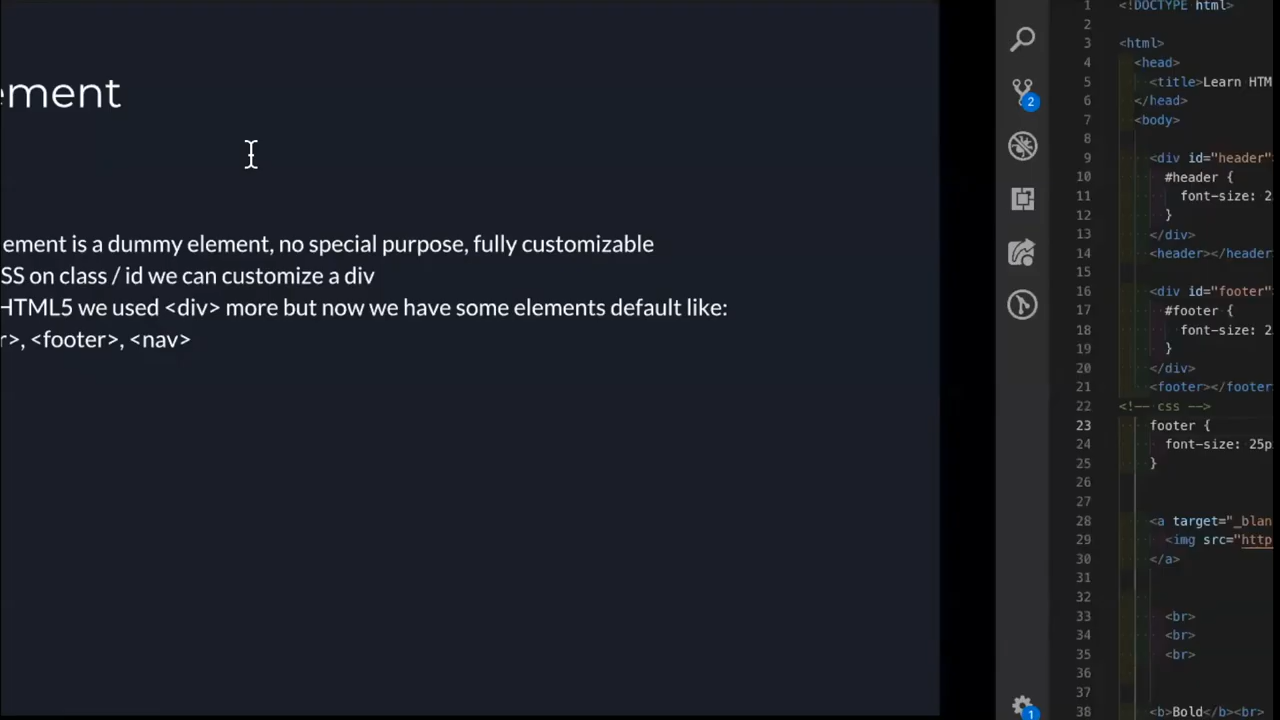 ement
ement is a dummy element, no special purpose, fully customizable
SS on class / id we can customize a div
HTML5 we used <div> more but now we have some elements default like:
r>, <footer>, <nav>
2
1
1 <!DOCTYPE html>
2
3 <html>
4 <head>
5 <title>Learn HTM
6 </head>
7 <body>
8
9 <div id="header"
10 #header {
11 font-size: 2
12 }
13 </div>
14 <header></header
15
16 <div id="footer"
17 #footer {
18 font-size: 2
19 }
20 </div>
21 <footer></footer
22 <!-- css -->
23 footer {
24 font-size: 25p
25 }
26
27
28 <a target="_blan
29 <img src="http
30 </a>
31
32
33 <br>
34 <br>
35 <br>
36
37
38 <b>Bold</b><br>